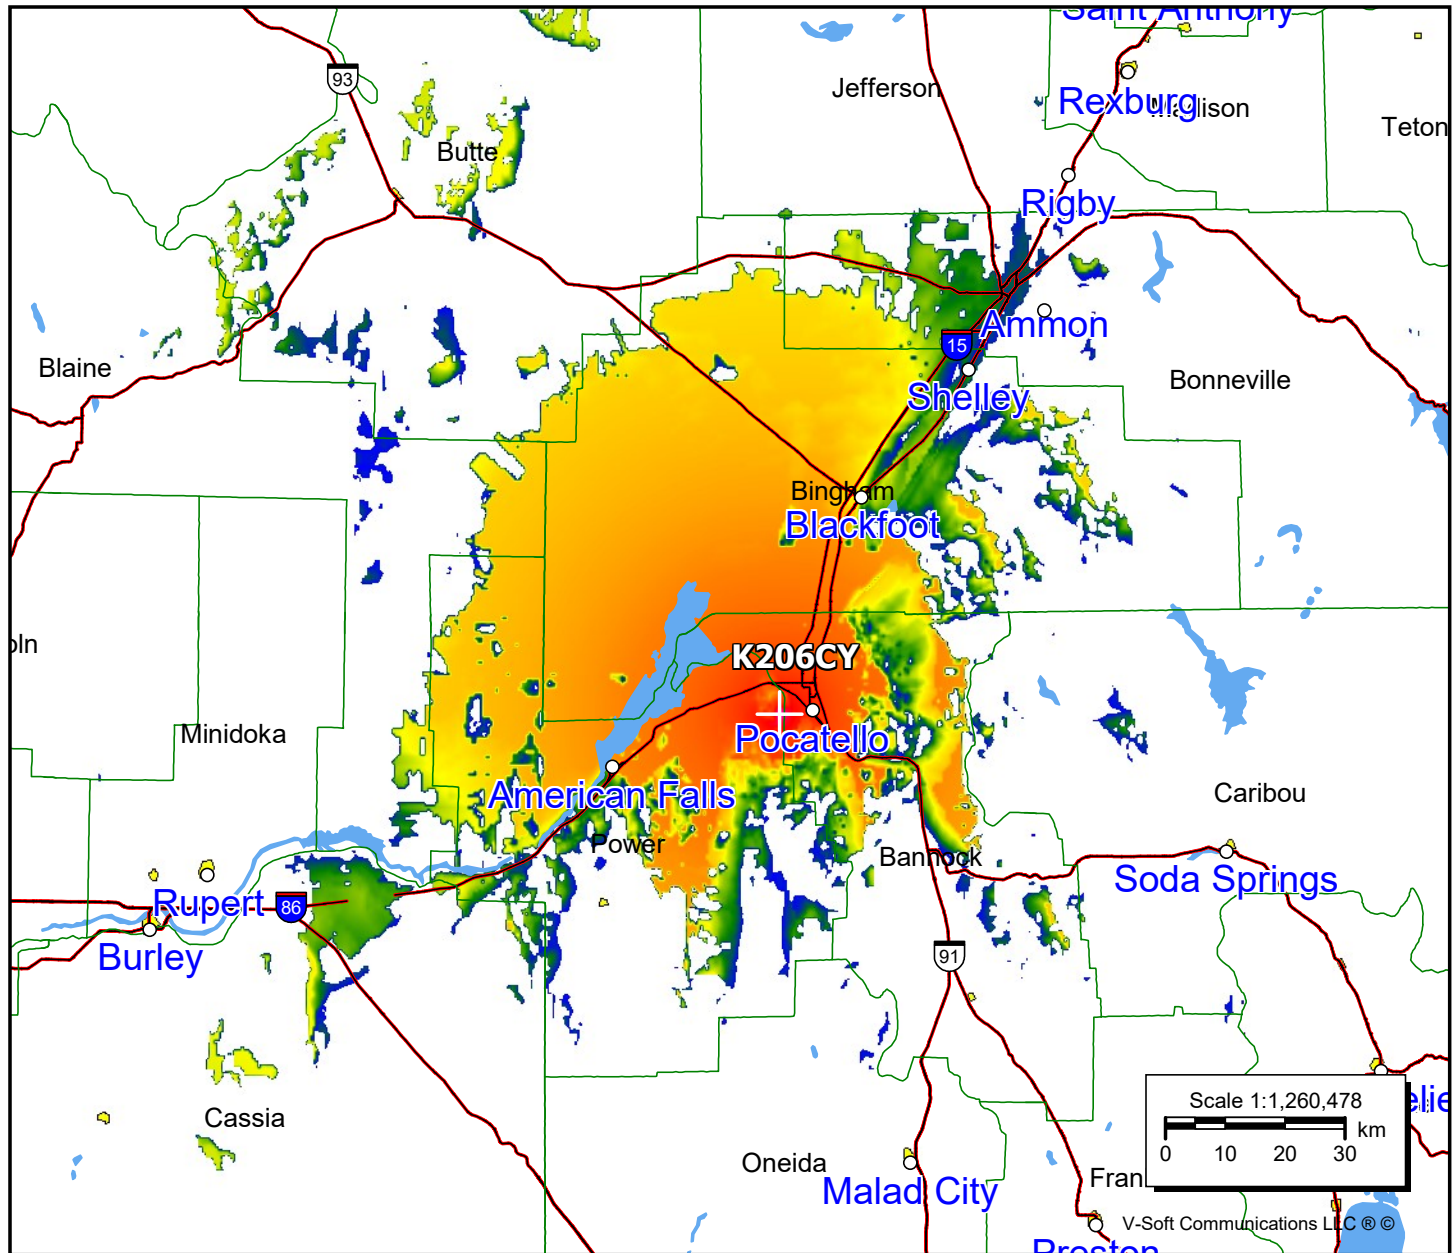 Saint Anthony
93
Jefferson
Rexburg
Madison
Teton
Butte
Rigby
Ammon
15
Blaine
Bonneville
Shelley
Bingham
Blackfoot
oln
K206CY
Minidoka
Pocatello
American Falls
Caribou
Power
Bannock
Soda Springs
Rupert
86
Burley
91
Scale 1:1,260,478
km
0 10 20 30
elie
Cassia
Oneida
Malad City
Fran
V-Soft Communications LLC ® ©
Preston